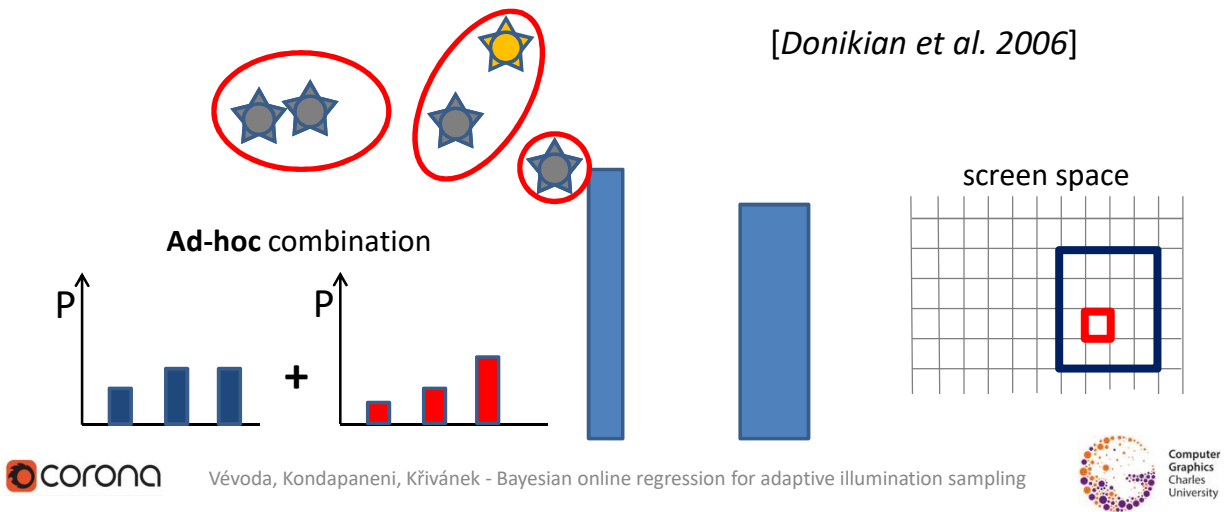 [Donikian et al. 2006]
screen space
Ad-hoc combination
P
P
+
corona
Vévoda, Kondapaneni, Křivánek - Bayesian online regression for adaptive illumination sampling
Computer
Graphics
Charles
University